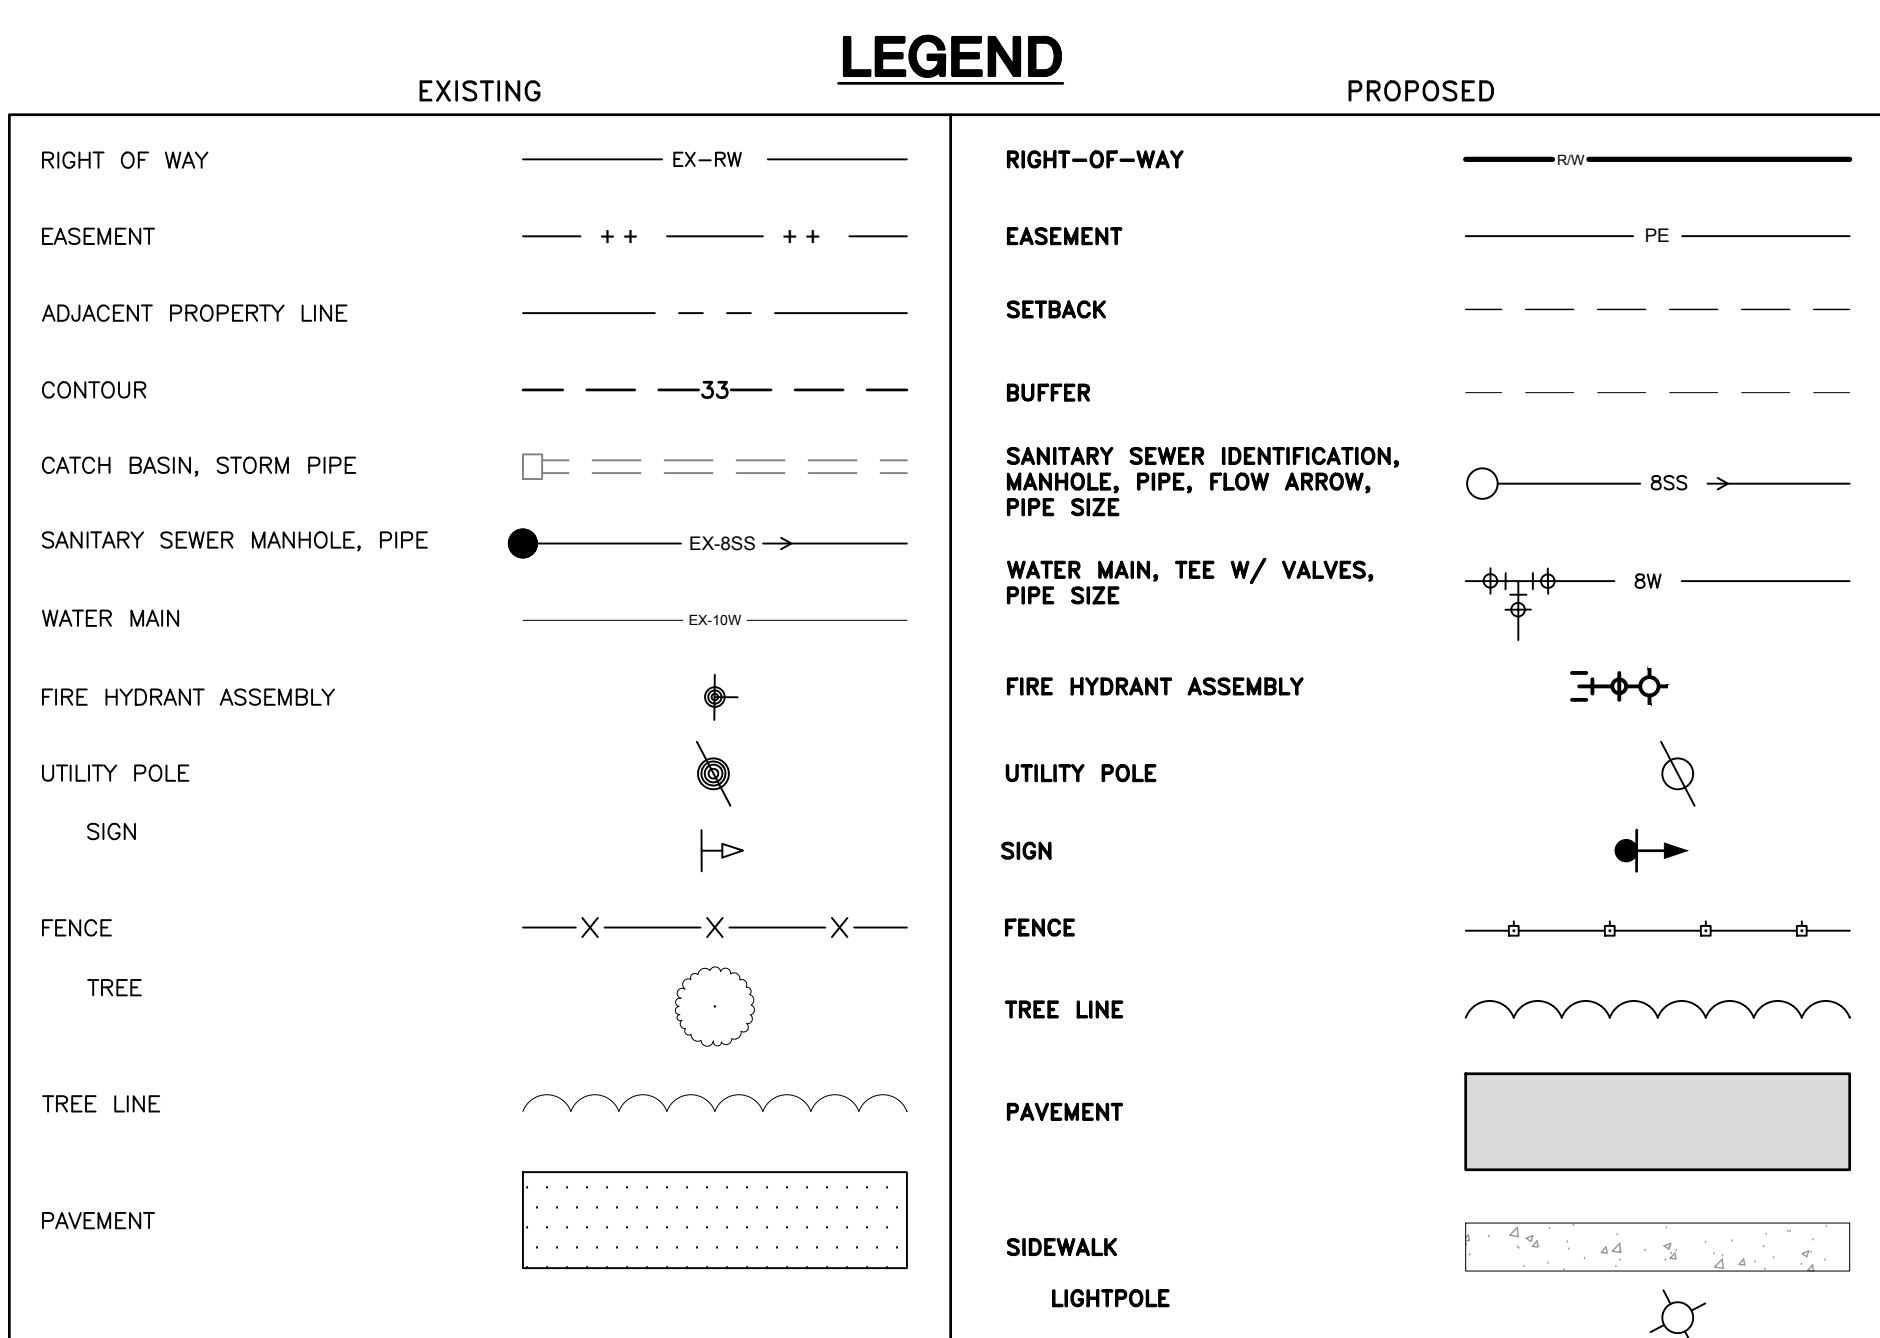 LEGEND
EXISTING
PROPOSED
RIGHT OF WAY
EX-RW
EASEMENT
++ ++
ADJACENT PROPERTY LINE
CONTOUR
33
CATCH BASIN, STORM PIPE
SANITARY SEWER MANHOLE, PIPE
EX-8SS
WATER MAIN
EX-10W
FIRE HYDRANT ASSEMBLY
UTILITY POLE
SIGN
FENCE
X X X
TREE
TREE LINE
PAVEMENT
RIGHT-OF-WAY
R/W
EASEMENT
PE
SETBACK
BUFFER
SANITARY SEWER IDENTIFICATION,
MANHOLE, PIPE, FLOW ARROW,
PIPE SIZE
8SS
WATER MAIN, TEE W/ VALVES,
PIPE SIZE
8W
FIRE HYDRANT ASSEMBLY
UTILITY POLE
SIGN
FENCE
TREE LINE
PAVEMENT
SIDEWALK
LIGHTPOLE